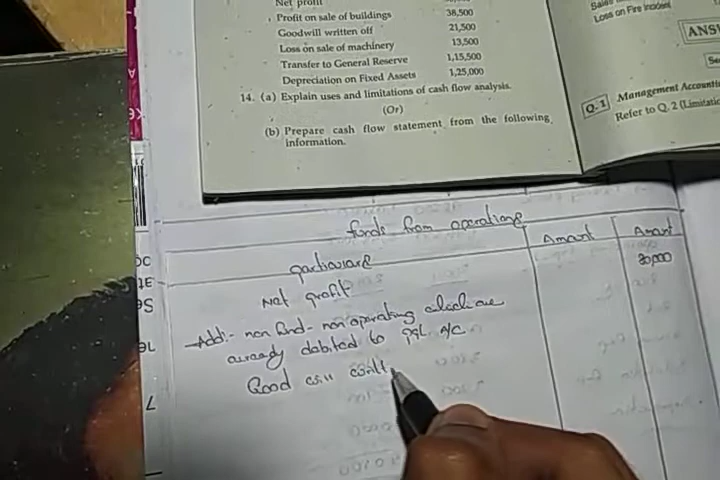 Net profit
Profit on sale of buildings 38,500
Goodwill written off 21,500
Loss on sale of machinery 13,500
Transfer to General Reserve 1,15,500
Depreciation on Fixed Assets 1,25,000
14. (a) Explain uses and limitations of cash flow analysis.
(Or)
(b) Prepare cash flow statement from the following
information.
Loss on Fire Incident
ANS
Q.1 Management Accounti
Refer to Q. 2 (Limitatio
funds from operations
Amount Amount
Net profit
Add:- non fund - non operating which are
already debited to P&L A/C
Good will